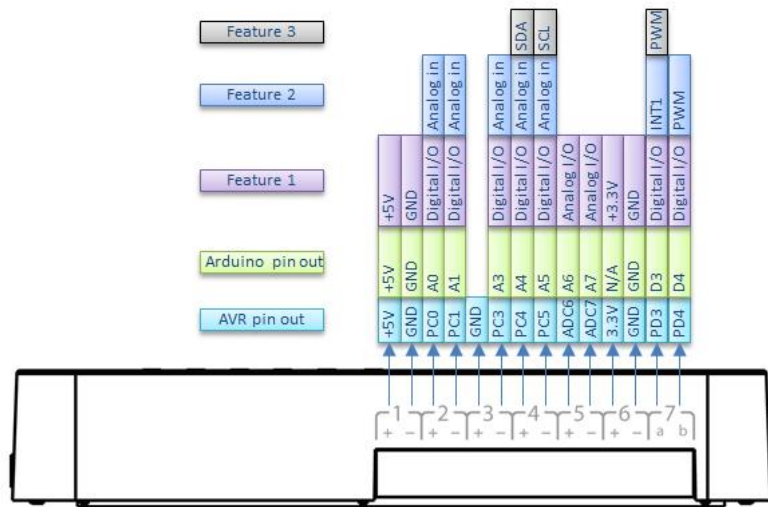 Feature 3
SDA
SCL
PWM
Feature 2
Analog in
Analog in
Analog in
Analog in
Analog in
INT1
PWM
Feature 1
+5V
GND
Digital I/O
Digital I/O
Digital I/O
Digital I/O
Digital I/O
Analog I/O
Analog I/O
+3.3V
GND
Digital I/O
Digital I/O
Arduino pin out
+5V
GND
A0
A1
A3
A4
A5
A6
A7
N/A
GND
D3
D4
AVR pin out
+5V
GND
PC0
PC1
GND
PC3
PC4
PC5
ADC6
ADC7
3.3V
GND
PD3
PD4
1 2 3 4 5 6 7
+ − + − + − + − + − + − a b